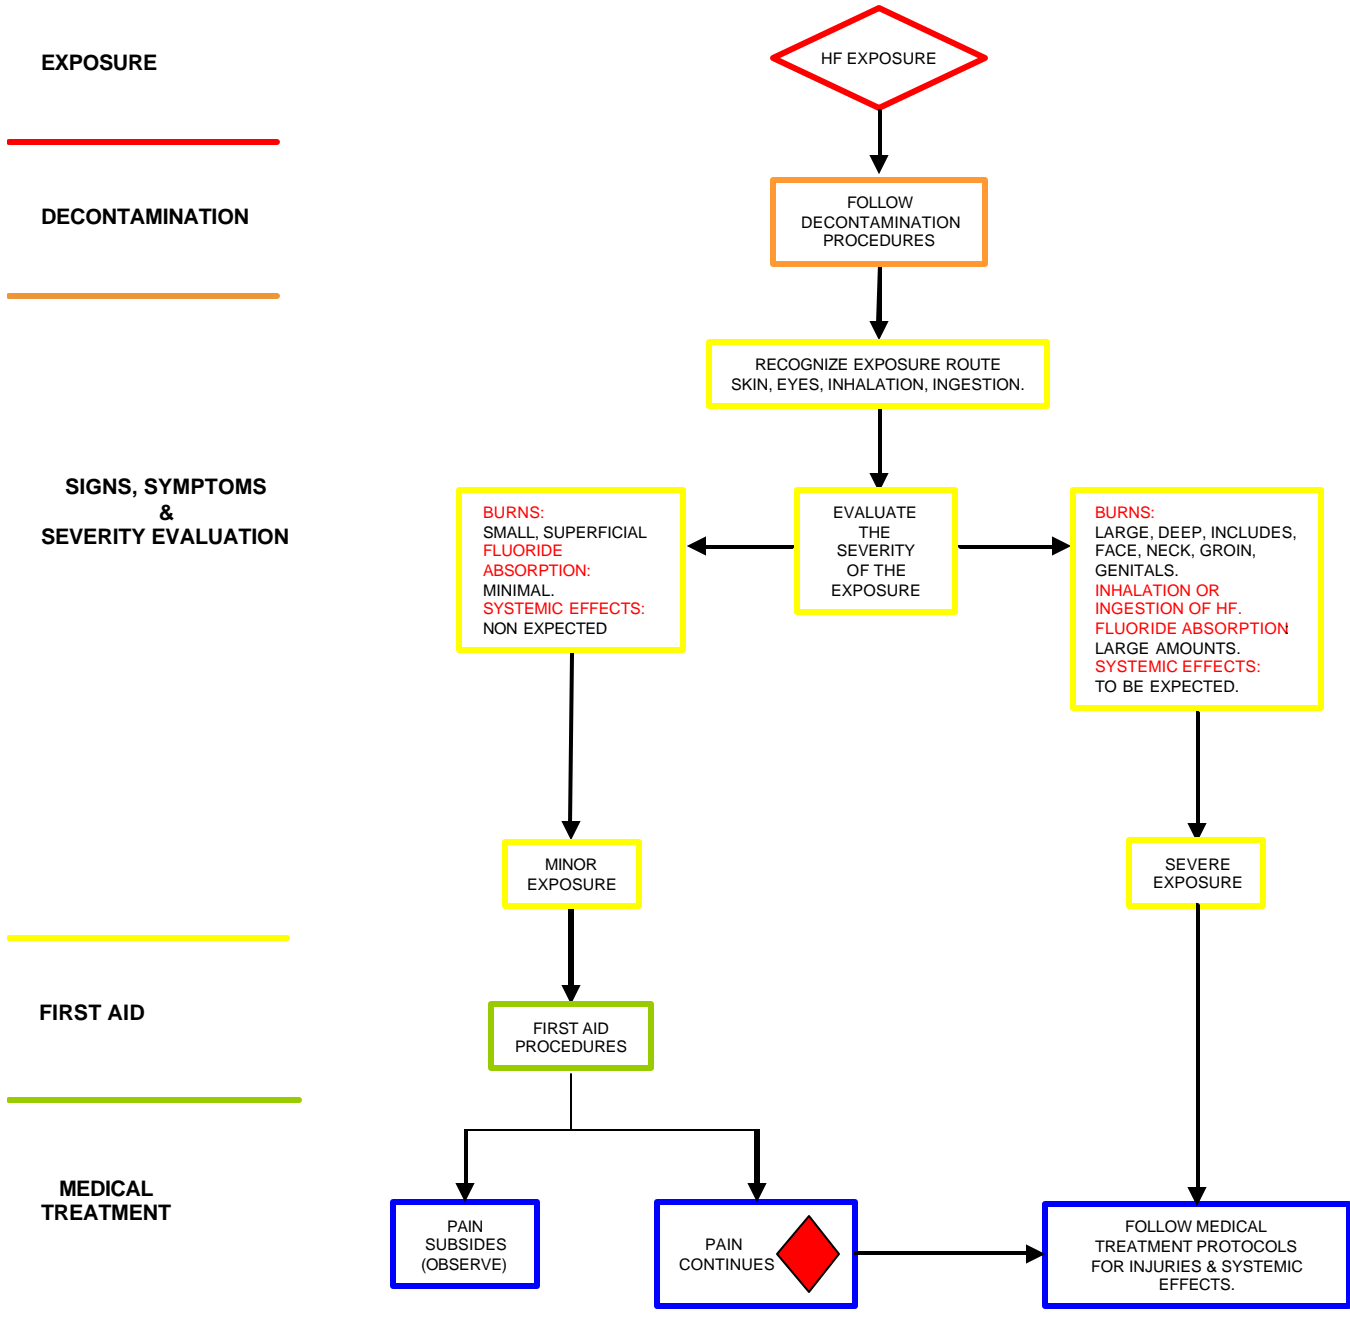 EXPOSURE
HF EXPOSURE
DECONTAMINATION
FOLLOW
DECONTAMINATION
PROCEDURES
RECOGNIZE EXPOSURE ROUTE
SKIN, EYES, INHALATION, INGESTION.
SIGNS, SYMPTOMS
&
SEVERITY EVALUATION
BURNS:
SMALL, SUPERFICIAL
FLUORIDE
ABSORPTION:
MINIMAL.
SYSTEMIC EFFECTS:
NON EXPECTED
EVALUATE
THE
SEVERITY
OF THE
EXPOSURE
BURNS:
LARGE, DEEP, INCLUDES,
FACE, NECK, GROIN,
GENITALS.
INHALATION OR
INGESTION OF HF.
FLUORIDE ABSORPTION:
LARGE AMOUNTS.
SYSTEMIC EFFECTS:
TO BE EXPECTED.
MINOR
EXPOSURE
SEVERE
EXPOSURE
FIRST AID
FIRST AID
PROCEDURES
MEDICAL
TREATMENT
PAIN
SUBSIDES
(OBSERVE)
PAIN
CONTINUES
FOLLOW MEDICAL
TREATMENT PROTOCOLS
FOR INJURIES & SYSTEMIC
EFFECTS.